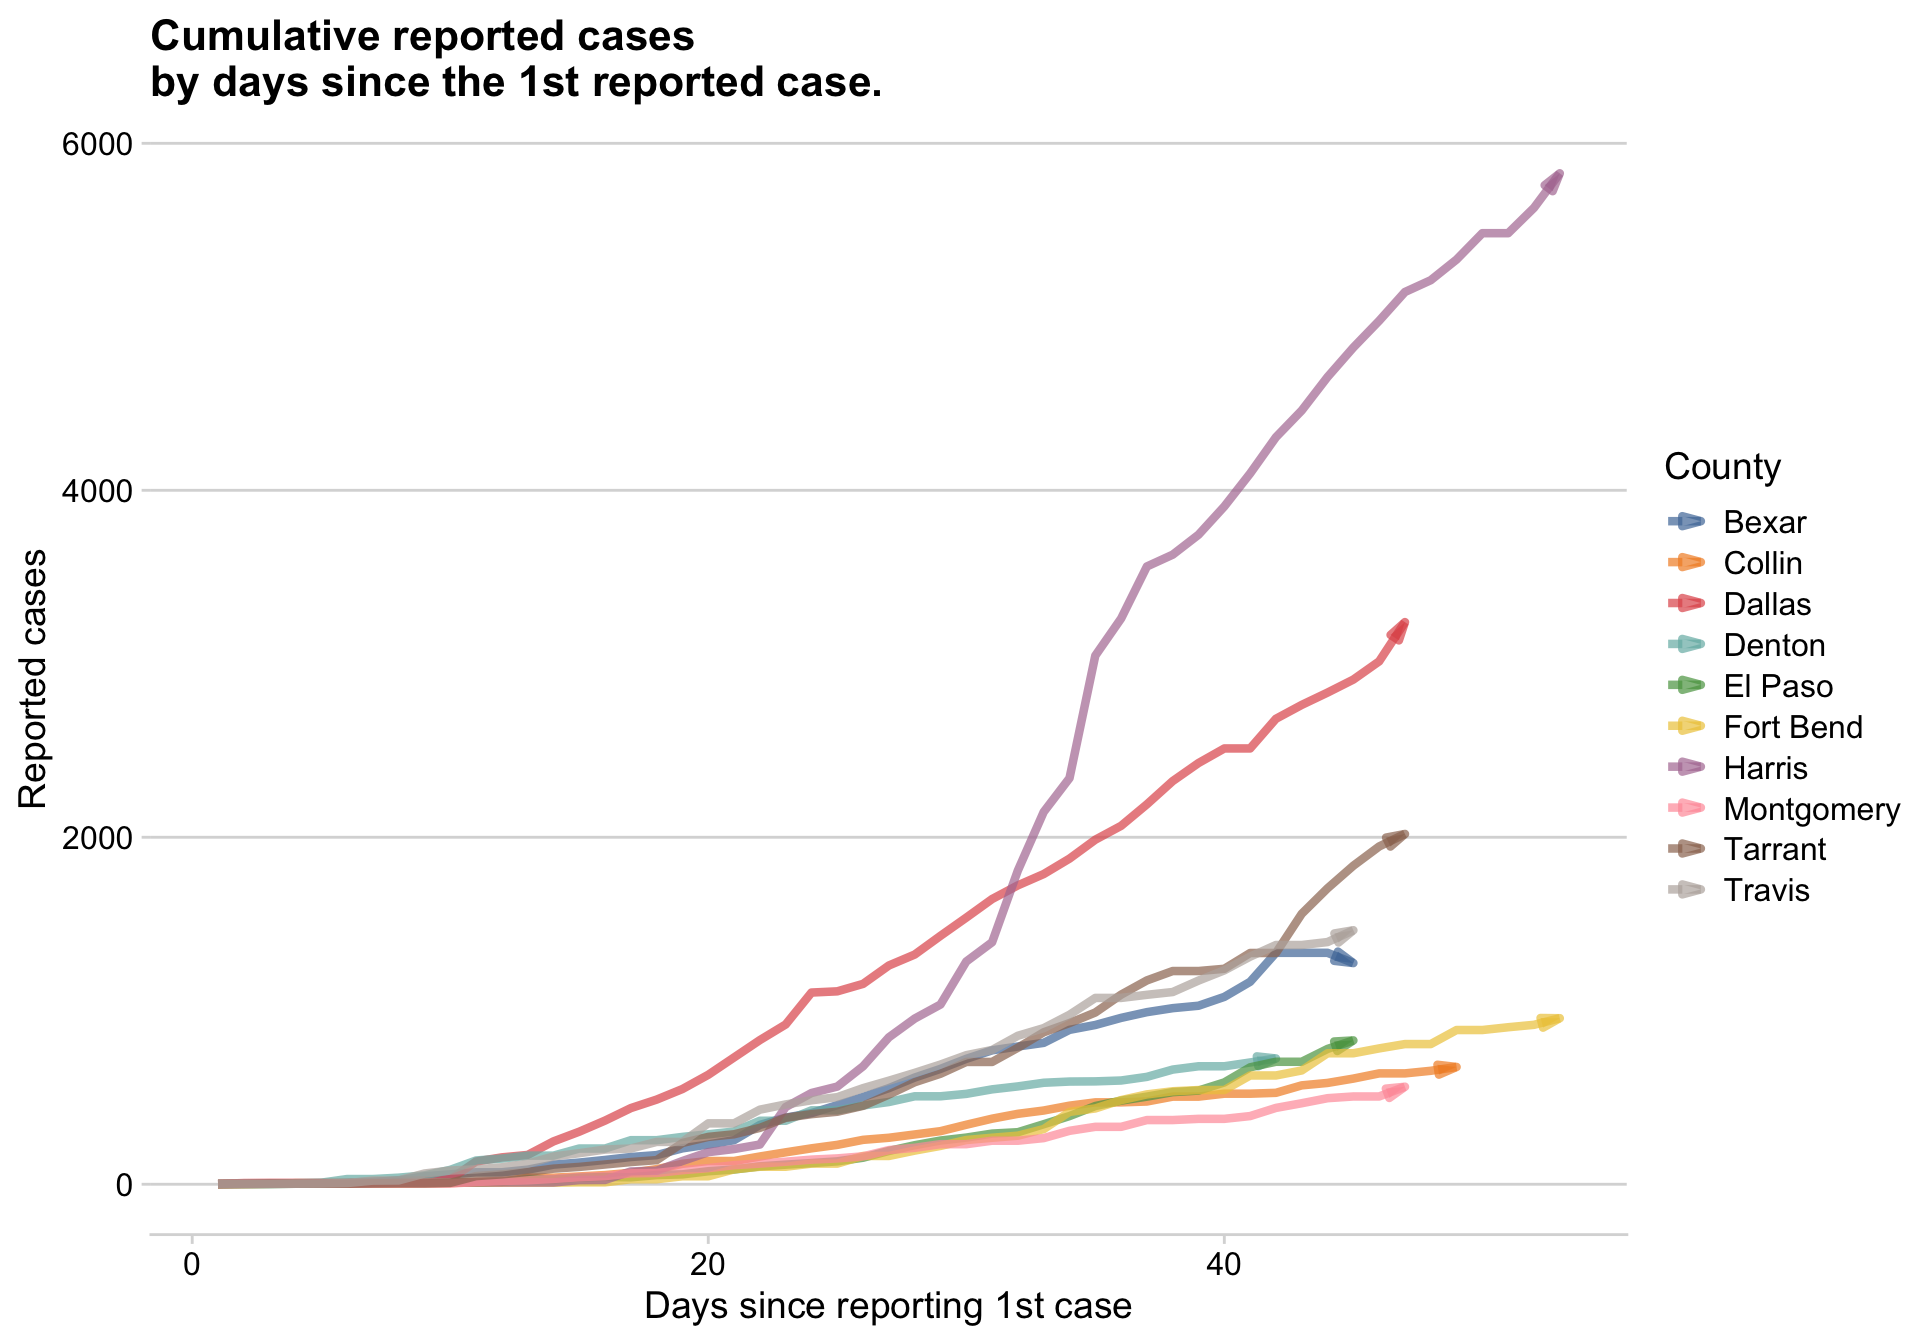 Cumulative reported cases
by days since the 1st reported case.
6000
4000
2000
0
Reported cases
0
20
40
Days since reporting 1st case
County
Bexar
Collin
Dallas
Denton
El Paso
Fort Bend
Harris
Montgomery
Tarrant
Travis